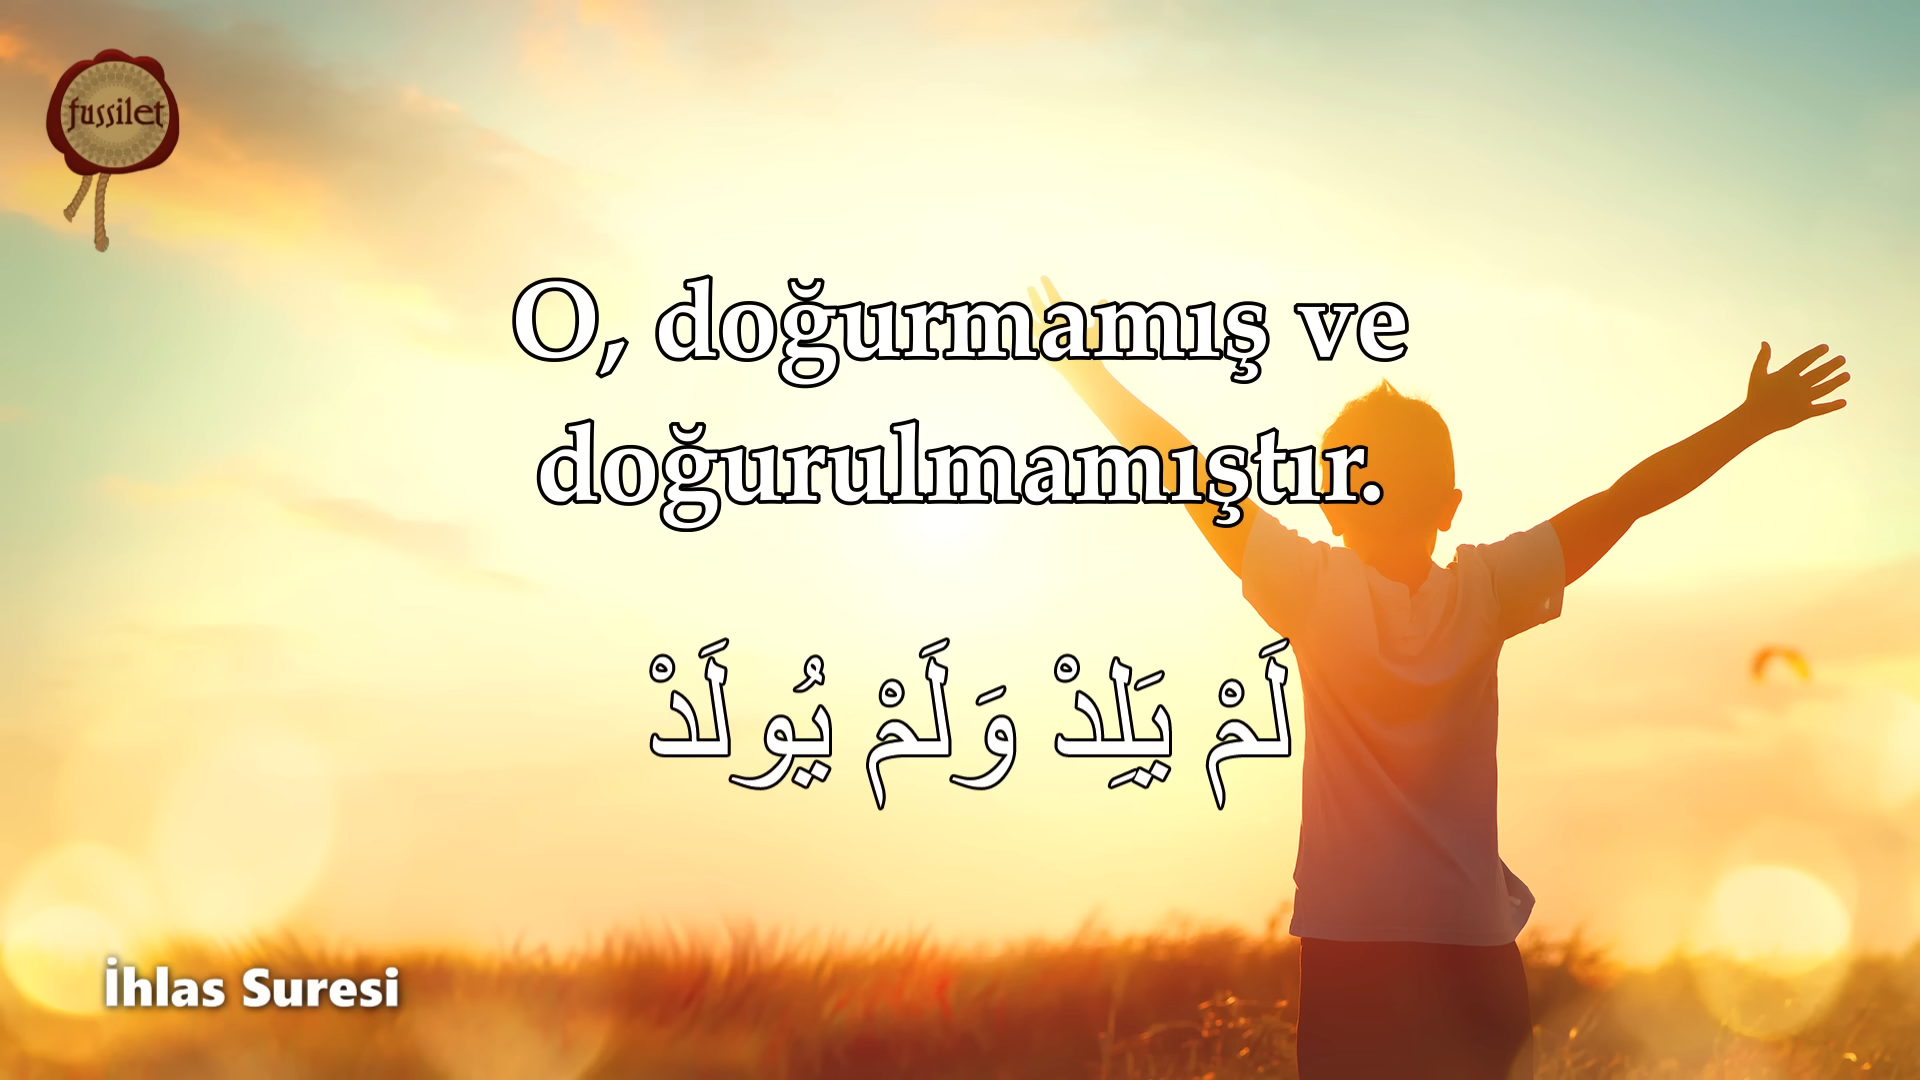 fussilet
O, doğurmamış ve
doğurulmamıştır.
لَمْ يَلِدْ وَلَمْ يُولَدْ
İhlas Suresi